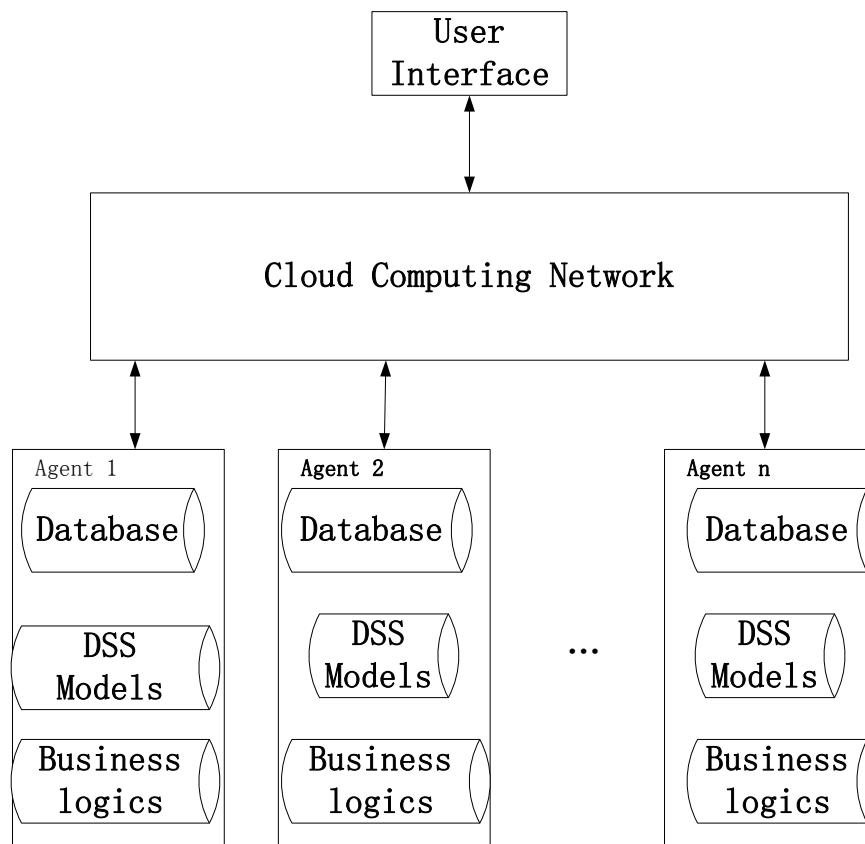 User
Interface
Cloud Computing Network
Agent 1
Database
DSS
Models
Business
logics
Agent 2
Database
DSS
Models
Business
logics
...
Agent n
Database
DSS
Models
Business
logics